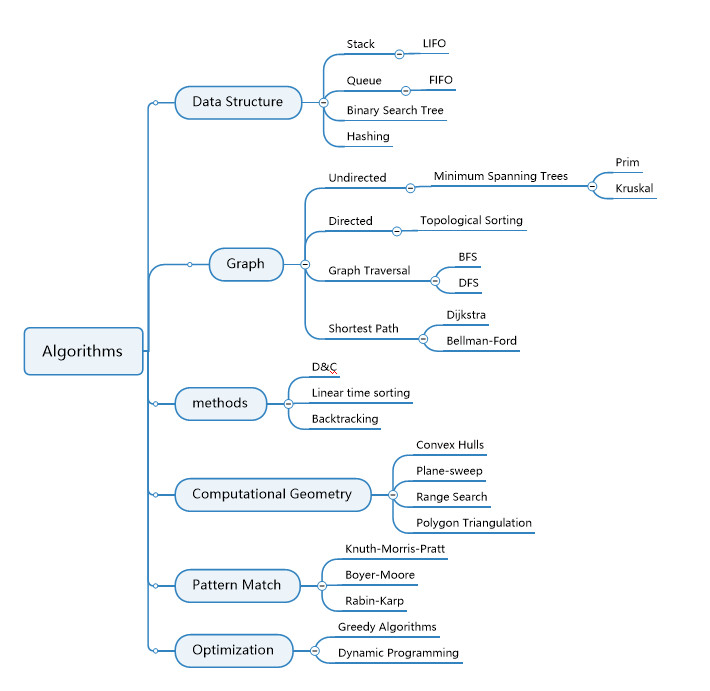 Algorithms
Data Structure
Stack
LIFO
Queue
FIFO
Binary Search Tree
Hashing
Graph
Undirected
Minimum Spanning Trees
Prim
Kruskal
Directed
Topological Sorting
Graph Traversal
BFS
DFS
Shortest Path
Dijkstra
Bellman-Ford
methods
D&C
Linear time sorting
Backtracking
Computational Geometry
Convex Hulls
Plane-sweep
Range Search
Polygon Triangulation
Pattern Match
Knuth-Morris-Pratt
Boyer-Moore
Rabin-Karp
Optimization
Greedy Algorithms
Dynamic Programming